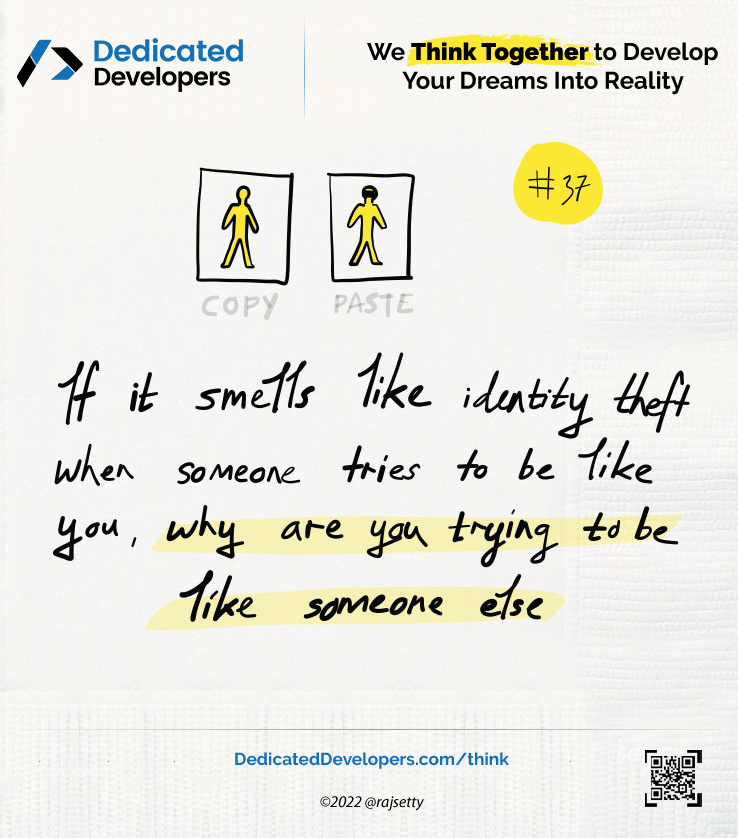 Dedicated
Developers
We Think Together to Develop
Your Dreams Into Reality
#37
COPY PASTE
If it smells like identity theft
when someone tries to be like
you, why are you trying to be
like someone else
DedicatedDevelopers.com/think
©2022 @rajsetty